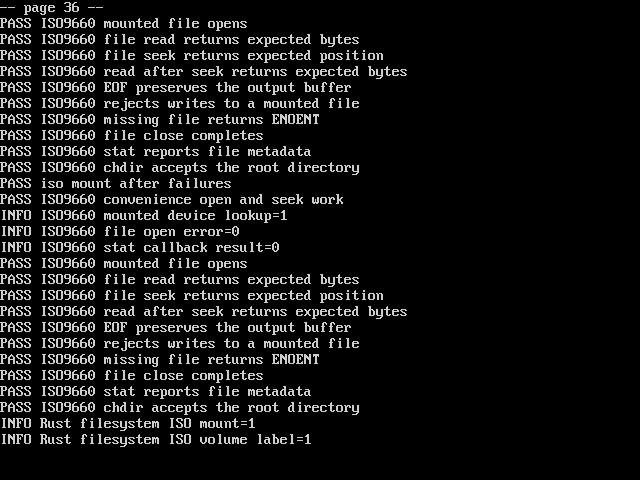 -- page 36 --
PASS ISO9660 mounted file opens
PASS ISO9660 file read returns expected bytes
PASS ISO9660 file seek returns expected position
PASS ISO9660 read after seek returns expected bytes
PASS ISO9660 EOF preserves the output buffer
PASS ISO9660 rejects writes to a mounted file
PASS ISO9660 missing file returns ENOENT
PASS ISO9660 file close completes
PASS ISO9660 stat reports file metadata
PASS ISO9660 chdir accepts the root directory
PASS iso mount after failures
PASS ISO9660 convenience open and seek work
INFO ISO9660 mounted device lookup=1
INFO ISO9660 file open error=0
INFO ISO9660 stat callback result=0
PASS ISO9660 mounted file opens
PASS ISO9660 file read returns expected bytes
PASS ISO9660 file seek returns expected position
PASS ISO9660 read after seek returns expected bytes
PASS ISO9660 EOF preserves the output buffer
PASS ISO9660 rejects writes to a mounted file
PASS ISO9660 missing file returns ENOENT
PASS ISO9660 file close completes
PASS ISO9660 stat reports file metadata
PASS ISO9660 chdir accepts the root directory
INFO Rust filesystem ISO mount=1
INFO Rust filesystem ISO volume label=1